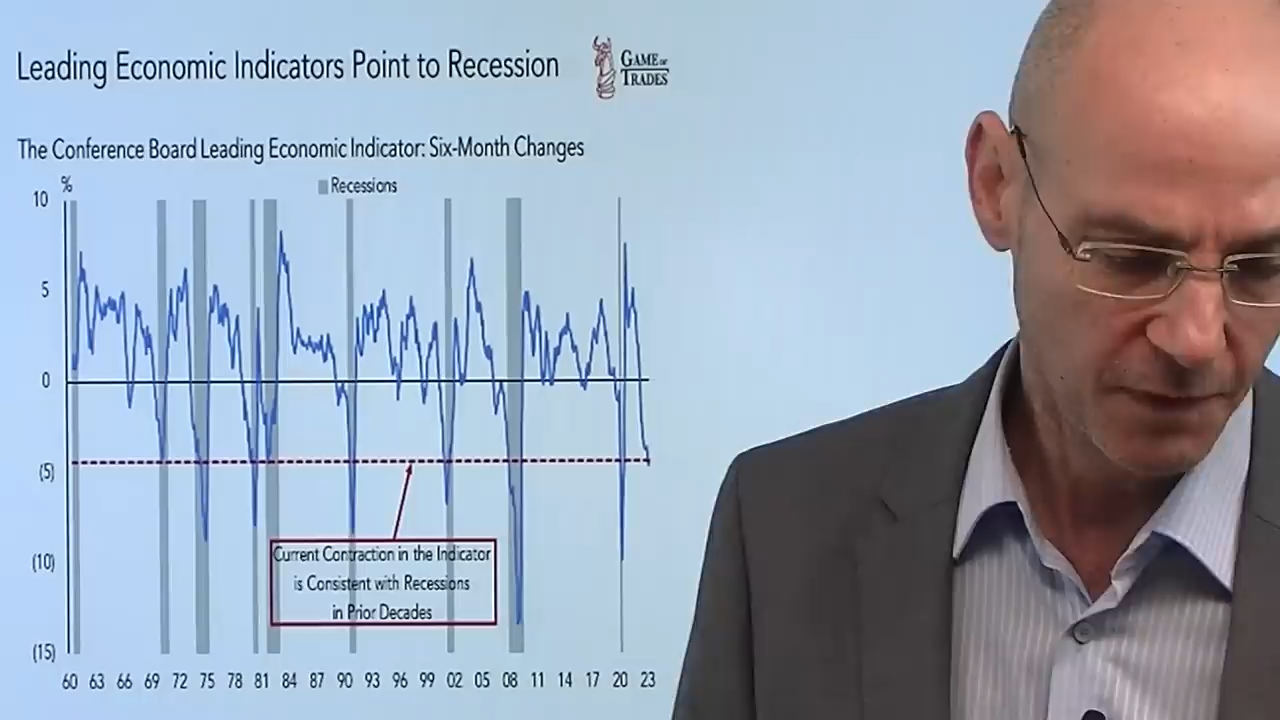 Leading Economic Indicators Point to Recession
GAME OF
TRADES
The Conference Board Leading Economic Indicator: Six-Month Changes
%
Recessions
10
5
0
(5)
(10)
(15)
Current Contraction in the Indicator
is Consistent with Recessions
in Prior Decades
60 63 66 69 72 75 78 81 84 87 90 93 96 99 02 05 08 11 14 17 20 23